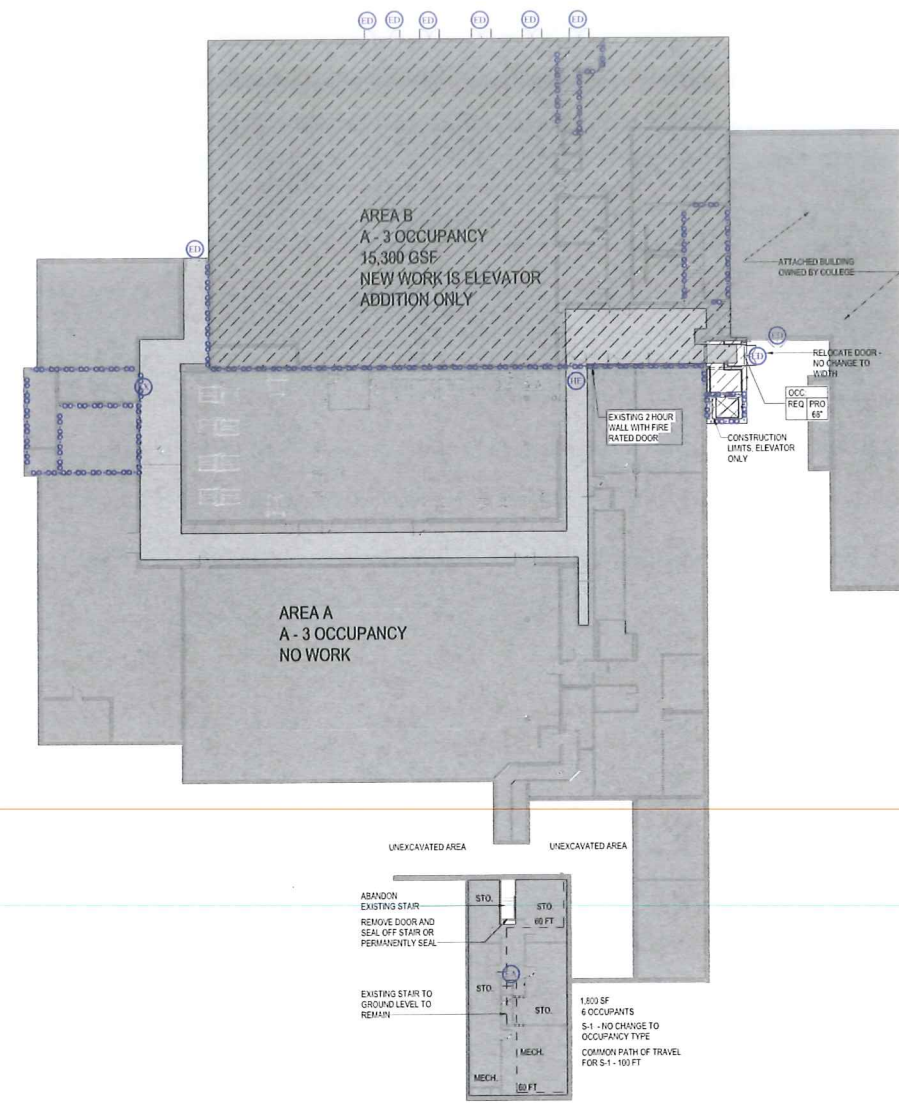 ED ED ED ED ED ED
AREA B
A - 3 OCCUPANCY
15,300 GSF
NEW WORK IS ELEVATOR
ADDITION ONLY
ED
ATTACHED BUILDING
OWNED BY COLLEGE
ED
ED
RELOCATE DOOR -
NO CHANGE TO
WIDTH
HE
OCC
REQ PRO
68"
EXISTING 2 HOUR
WALL WITH FIRE
RATED DOOR
CONSTRUCTION
LIMITS, ELEVATOR
ONLY
AREA A
A - 3 OCCUPANCY
NO WORK
UNEXCAVATED AREA
UNEXCAVATED AREA
ABANDON
EXISTING STAIR
REMOVE DOOR AND
SEAL OFF STAIR OR
PERMANENTLY SEAL
STO.
STO.
60 FT
EXISTING STAIR TO
GROUND LEVEL TO
REMAIN
STO.
STO.
MECH.
MECH.
60 FT
1,800 SF
6 OCCUPANTS
S-1 - NO CHANGE TO
OCCUPANCY TYPE
COMMON PATH OF TRAVEL
FOR S-1 - 100 FT